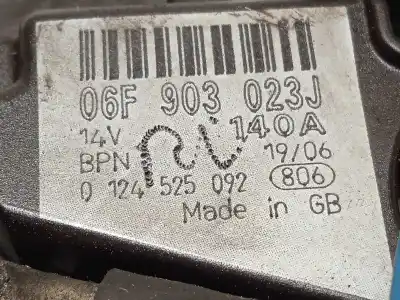 06F 903 023J
14V 140A
BPN 19/06
0 124 525 092 806
Made in GB